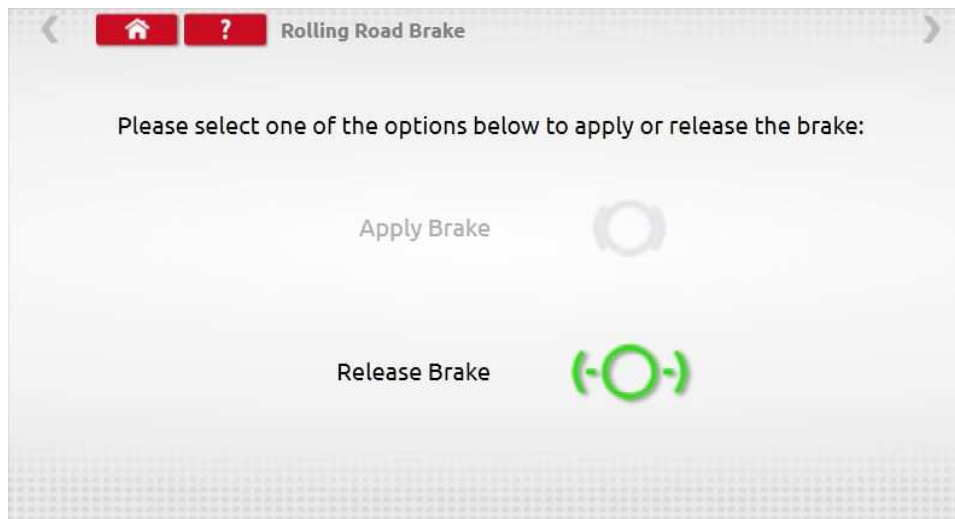 ? Rolling Road Brake
Please select one of the options below to apply or release the brake:
Apply Brake
Release Brake